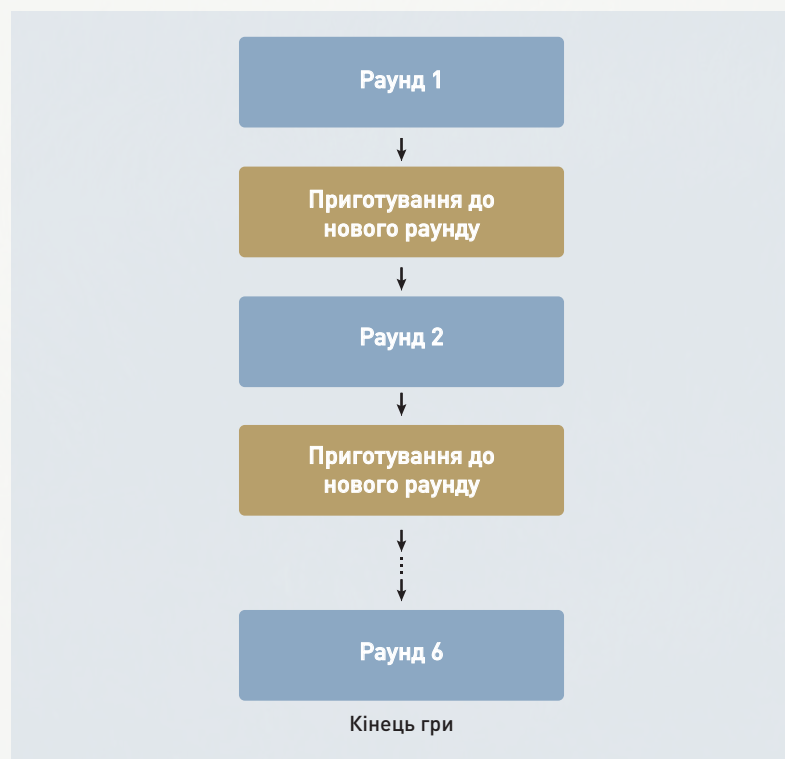 Раунд 1
Приготування до
нового раунду
Раунд 2
Приготування до
нового раунду
Раунд 6
Кінець гри